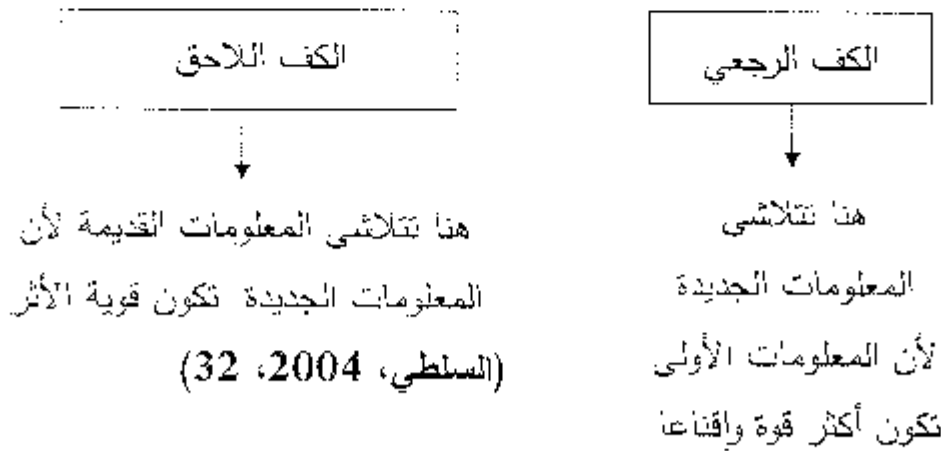 الكف الرجعي
هنا تتلاشى
المعلومات الجديدة
لأن المعلومات الأولى
تكون أكثر قوة وإقناعا
الكف اللاحق
هنا تتلاشى المعلومات القديمة لأن
المعلومات الجديدة تكون قوية الأثر
(السلطي، 2004، 32)